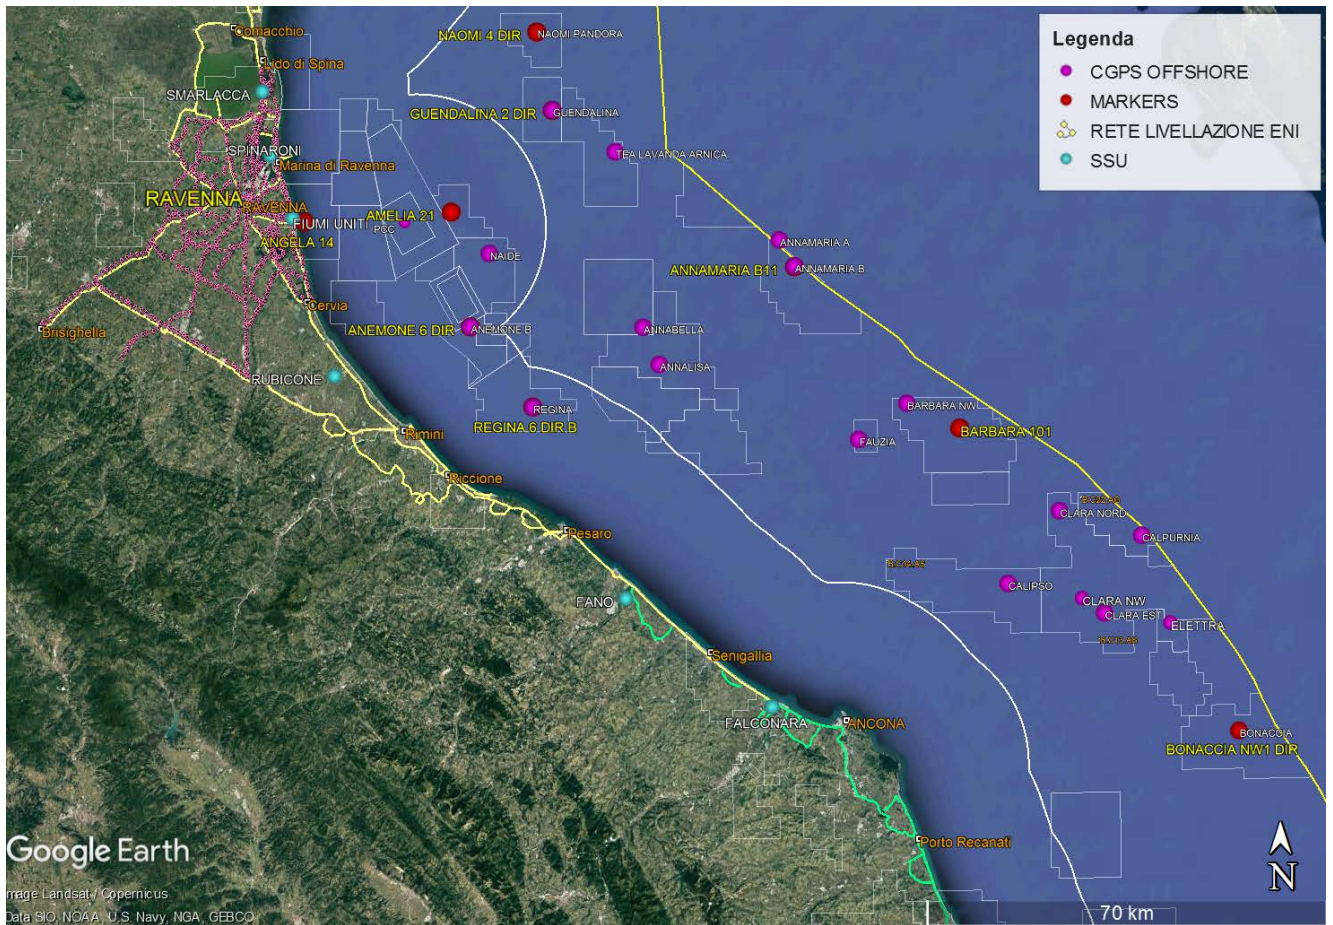 Comacchio
NAOMI 4 DIR
NAOMI PANDORA
Legenda
CGPS OFFSHORE
MARKERS
RETE LIVELLAZIONE ENI
SSU
Lido di Spina
SMARLACCA
GUENDALINA 2 DIR
GUENDALINA
SPINARONI
Marina di Ravenna
TEA LAVANDA ARNICA
RAVENNA
RAVENNA
FIUMI UNITI
AMELIA 21
PCC
ANGELA 14
NAIDE
ANNAMARIA A
ANNAMARIA B11
ANNAMARIA B
Cervia
Brisighella
ANEMONE 6 DIR
ANEMONE B
ANNABELLA
ANNALISA
RUBICONE
REGINA
REGINA 6 DIR B
BARBARA NW
BARBARA 101
FAUZIA
Rimini
Riccione
CLARA NORD
CALPURNIA
Pesaro
CALIPSO
FANO
CLARA NW
CLARA EST
ELETTRA
Senigallia
FALCONARA
ANCONA
BONACCIA
BONACCIA NW1 DIR
Porto Recanati
Google Earth
N
mage Landsat / Copernicus
Data SIO, NOAA, U.S. Navy, NGA, GEBCO
70 km